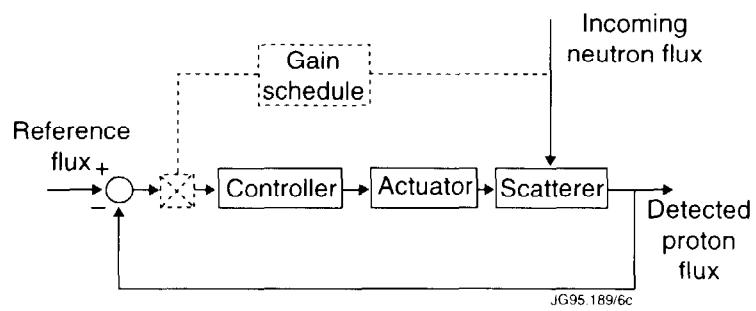 Incoming
neutron flux
Gain
schedule
Reference
flux
+
−
Controller
Actuator
Scatterer
Detected
proton
flux
JG95.189/6c